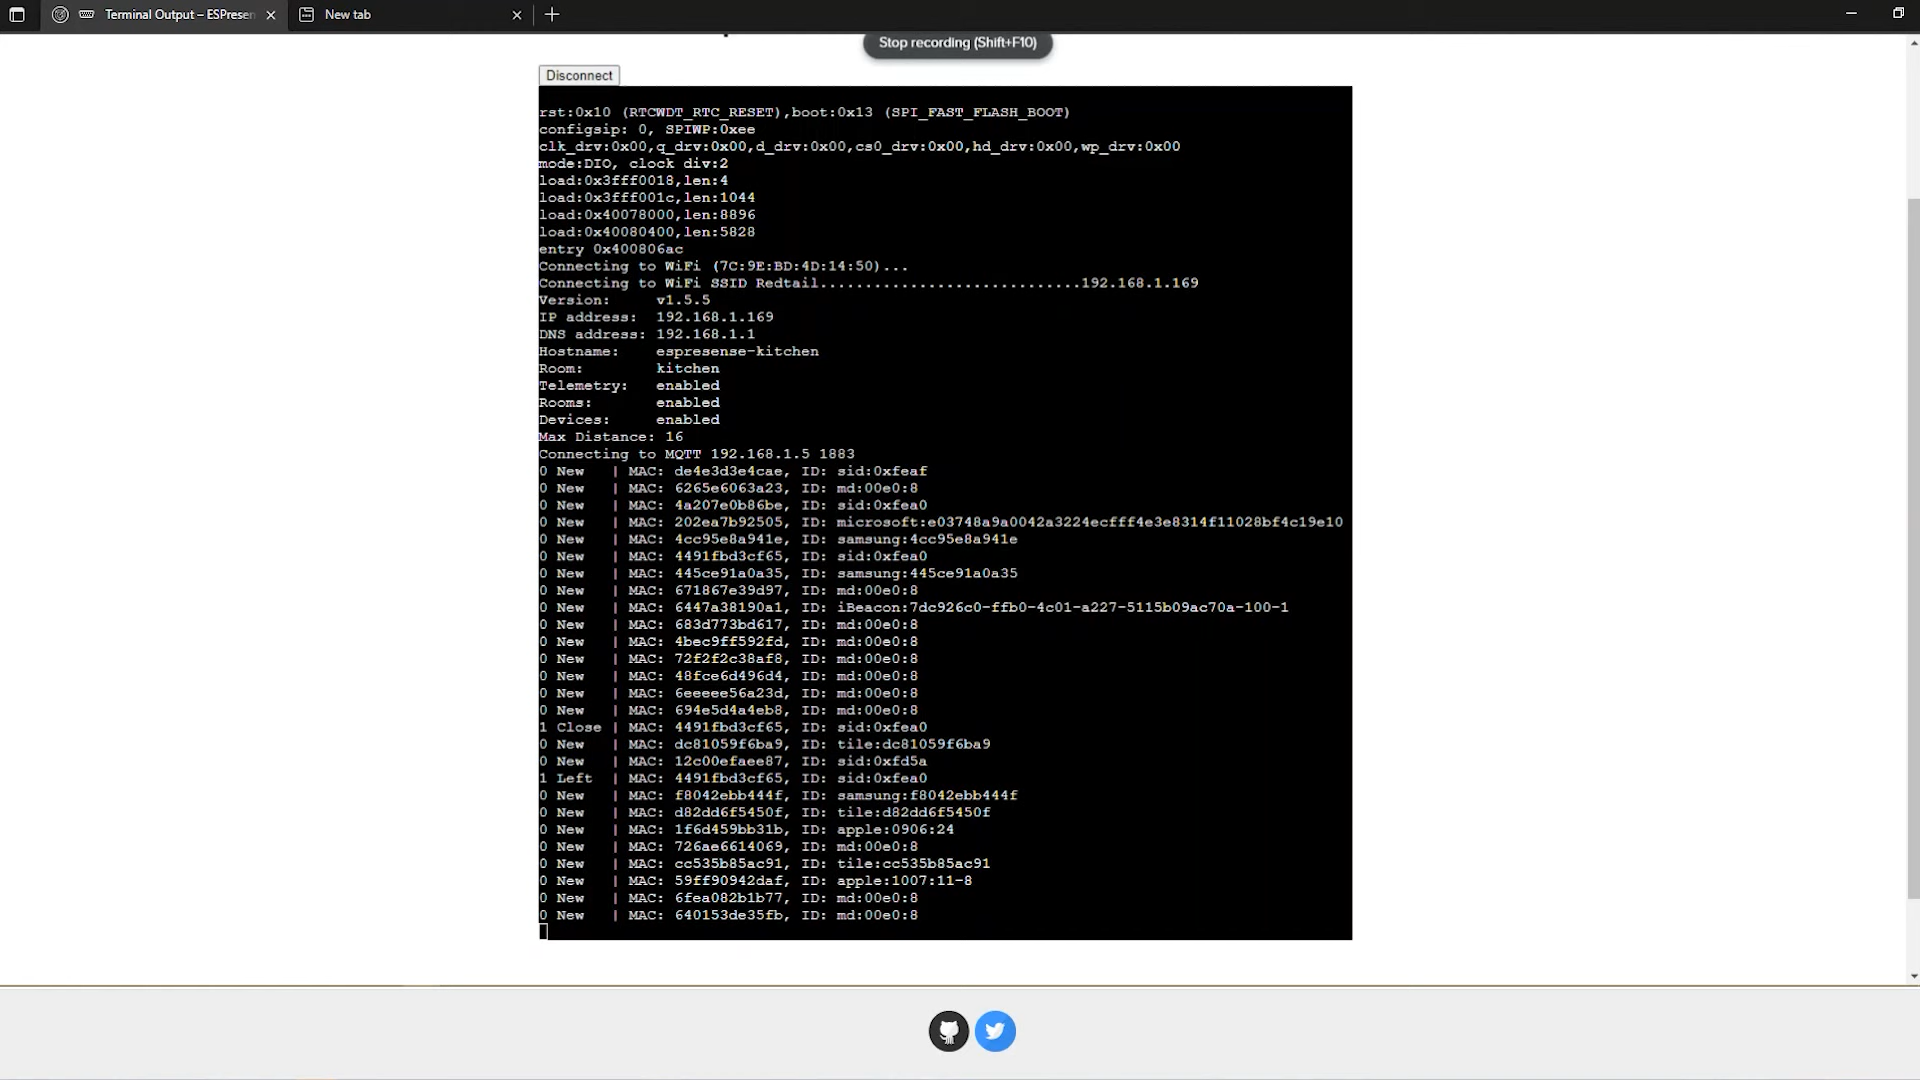 Terminal Output – ESPresen
New tab
Stop recording (Shift+F10)
Disconnect
rst:0x10 (RTCWDT_RTC_RESET),boot:0x13 (SPI_FAST_FLASH_BOOT)
configsip: 0, SPIWP:0xee
clk_drv:0x00,q_drv:0x00,d_drv:0x00,cs0_drv:0x00,hd_drv:0x00,wp_drv:0x00
mode:DIO, clock div:2
load:0x3fff0018,len:4
load:0x3fff001c,len:1044
load:0x40078000,len:8896
load:0x40080400,len:5828
entry 0x400806ac
Connecting to WiFi (7C:9E:BD:4D:14:50)...
Connecting to WiFi SSID Redtail.............................192.168.1.169
Version: v1.5.5
IP address: 192.168.1.169
DNS address: 192.168.1.1
Hostname: espresense-kitchen
Room: kitchen
Telemetry: enabled
Rooms: enabled
Devices: enabled
Max Distance: 16
Connecting to MQTT 192.168.1.5 1883
0 New | MAC: de4e3d3e4cae, ID: sid:0xfeaf
0 New | MAC: 6265e6063a23, ID: md:00e0:8
0 New | MAC: 4a207e0b86be, ID: sid:0xfea0
0 New | MAC: 202ea7b92505, ID: microsoft:e03748a9a0042a3224ecfff4e3e8314f11028bf4c19e10
0 New | MAC: 4cc95e8a941e, ID: samsung:4cc95e8a941e
0 New | MAC: 4491fbd3cf65, ID: sid:0xfea0
0 New | MAC: 445ce91a0a35, ID: samsung:445ce91a0a35
0 New | MAC: 671867e39d97, ID: md:00e0:8
0 New | MAC: 6447a38190a1, ID: iBeacon:7dc926c0-ffb0-4c01-a227-5115b09ac70a-100-1
0 New | MAC: 683d773bd617, ID: md:00e0:8
0 New | MAC: 4bec9ff592fd, ID: md:00e0:8
0 New | MAC: 72f2f2c38af8, ID: md:00e0:8
0 New | MAC: 48fce6d496d4, ID: md:00e0:8
0 New | MAC: 6eeeee56a23d, ID: md:00e0:8
0 New | MAC: 694e5d4a4eb8, ID: md:00e0:8
1 Close | MAC: 4491fbd3cf65, ID: sid:0xfea0
0 New | MAC: dc81059f6ba9, ID: tile:dc81059f6ba9
0 New | MAC: 12c00efaee87, ID: sid:0xfd5a
1 Left | MAC: 4491fbd3cf65, ID: sid:0xfea0
0 New | MAC: f8042ebb444f, ID: samsung:f8042ebb444f
0 New | MAC: d82dd6f5450f, ID: tile:d82dd6f5450f
0 New | MAC: 1f6d459bb31b, ID: apple:0906:24
0 New | MAC: 726ae6614069, ID: md:00e0:8
0 New | MAC: cc535b85ac91, ID: tile:cc535b85ac91
0 New | MAC: 59ff90942daf, ID: apple:1007:11-8
0 New | MAC: 6fea082b1b77, ID: md:00e0:8
0 New | MAC: 640153de35fb, ID: md:00e0:8